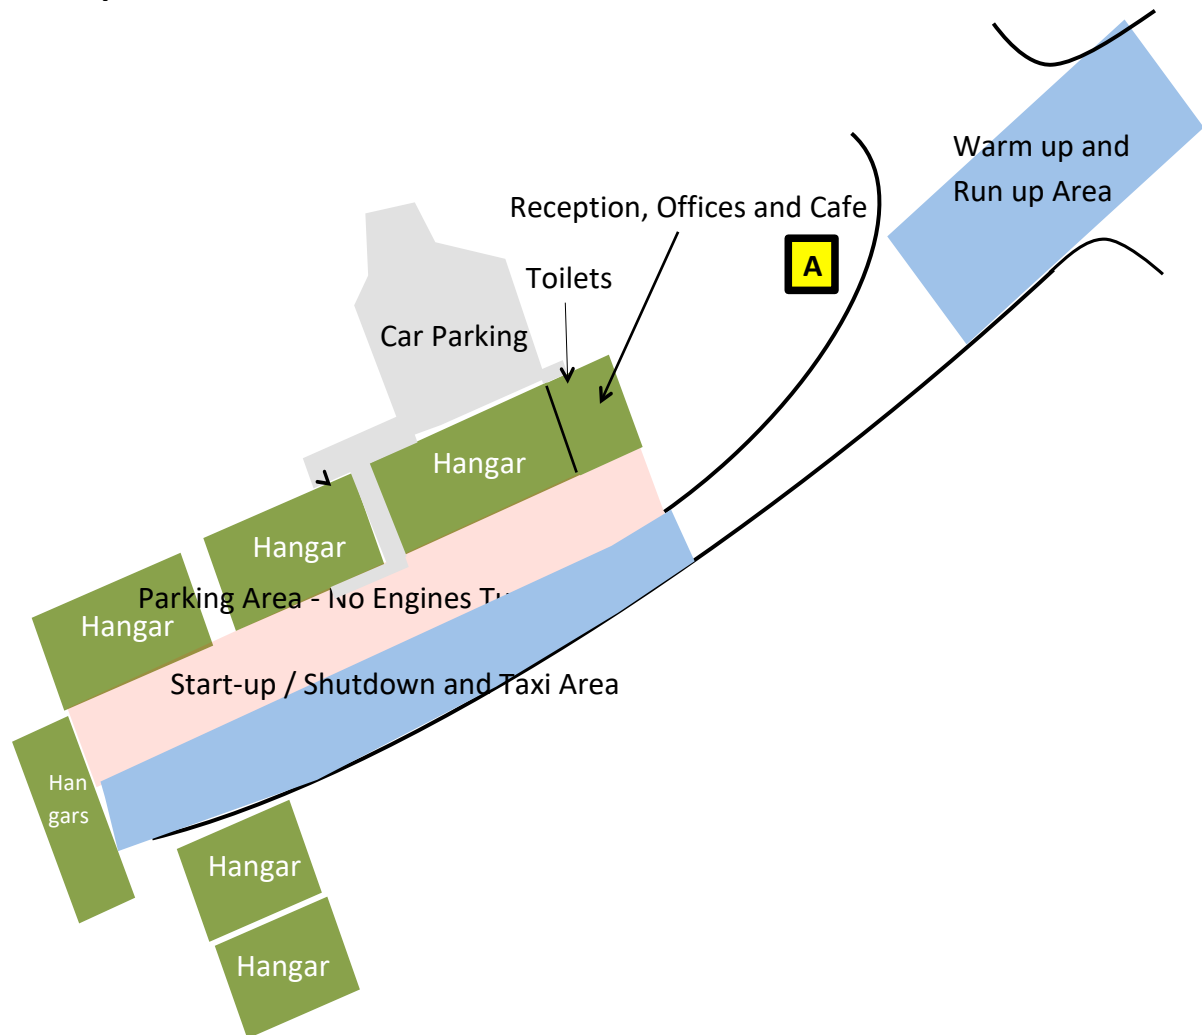 Warm up and
Run up Area
Reception, Offices and Cafe
A
Toilets
Car Parking
Hangar
Hangar
Parking Area - No Engines
Hangar
Start-up / Shutdown and Taxi Area
Han
gars
Hangar
Hangar